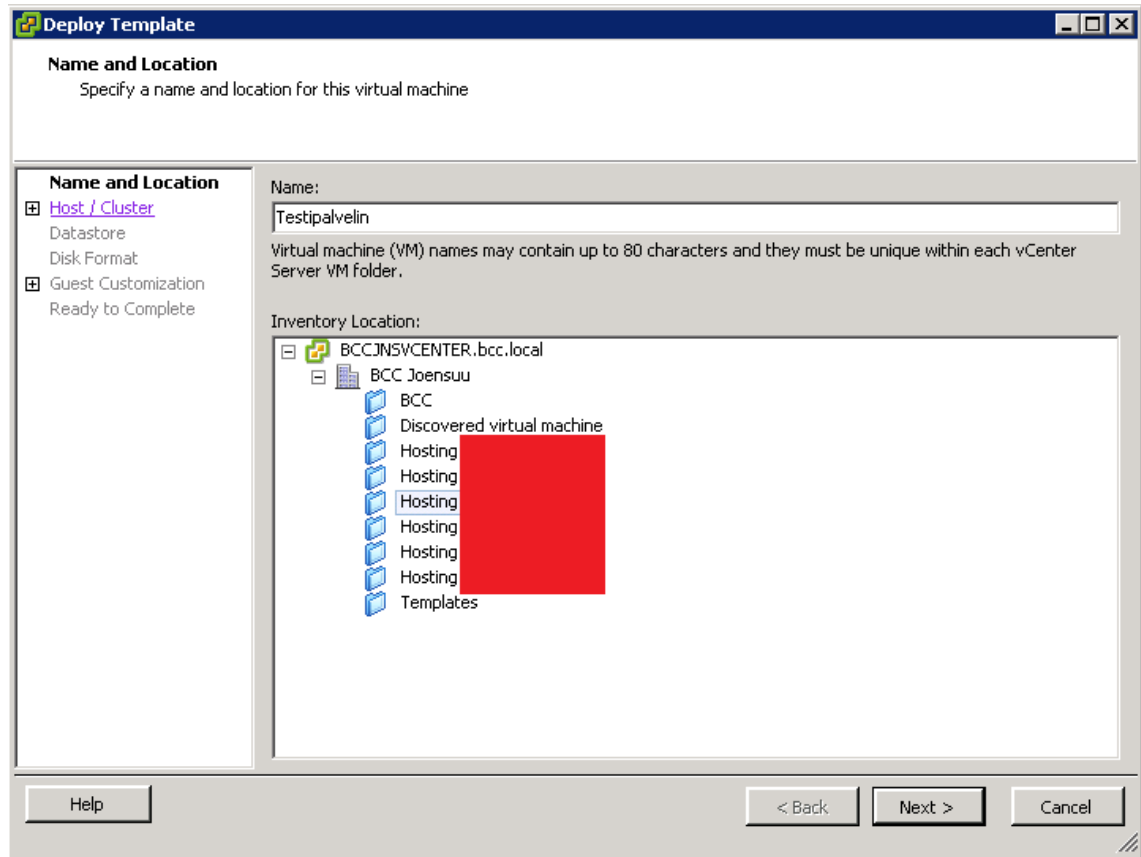 Deploy Template
Name and Location
Specify a name and location for this virtual machine
Name and Location
Host / Cluster
Datastore
Disk Format
Guest Customization
Ready to Complete
Name:
Testipalvelin
Virtual machine (VM) names may contain up to 80 characters and they must be unique within each vCenter
Server VM folder.
Inventory Location:
BCCJNSVCENTER.bcc.local
BCC Joensuu
BCC
Discovered virtual machine
Hosting
Hosting
Hosting
Hosting
Hosting
Hosting
Templates
Help
< Back
Next >
Cancel